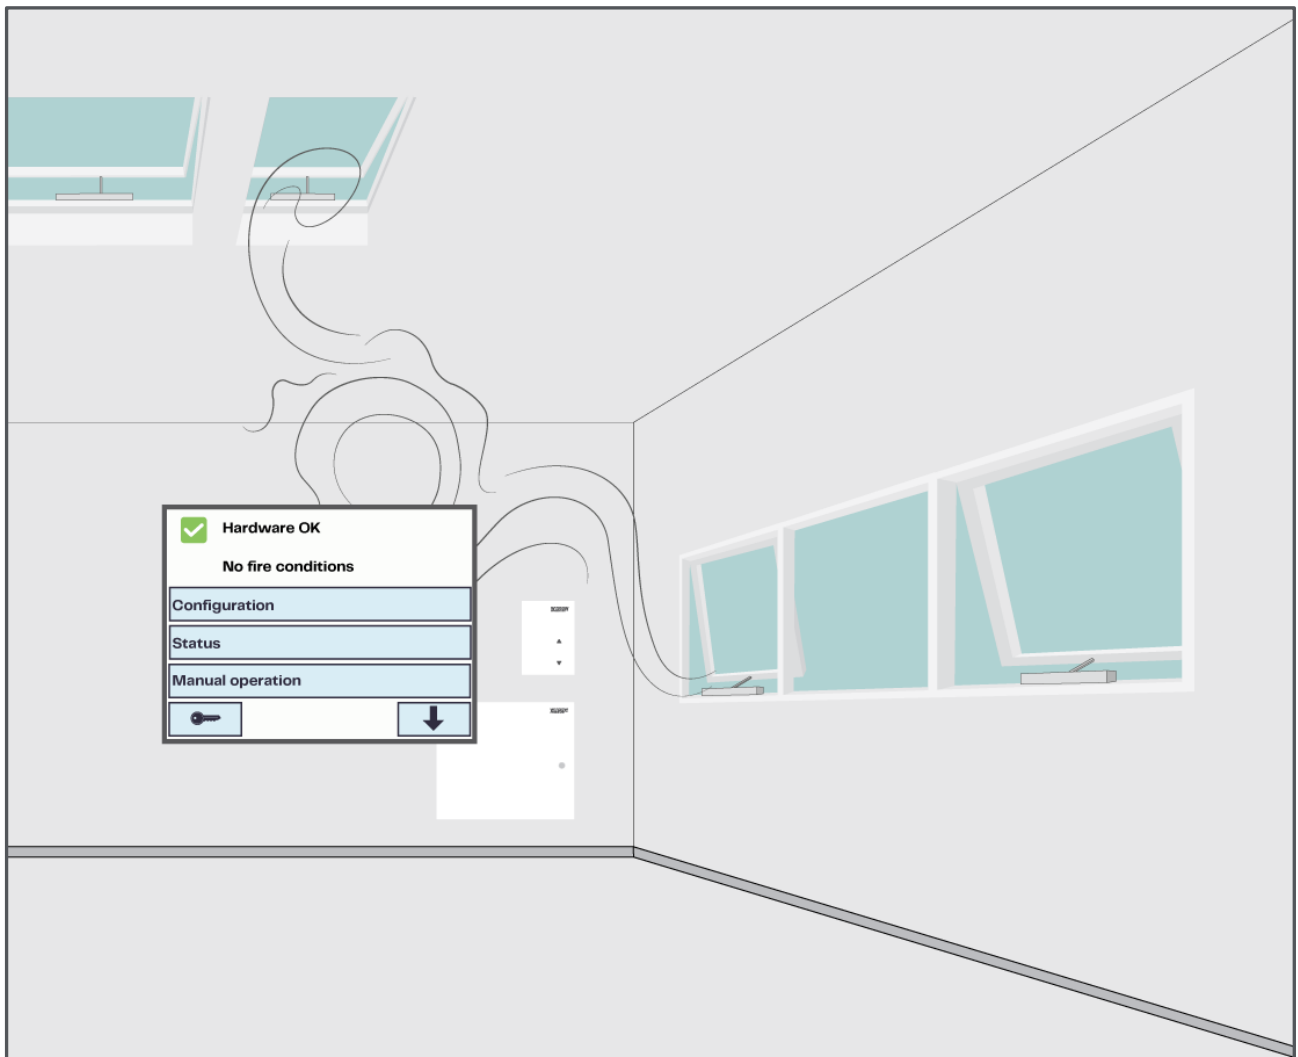 Hardware OK
No fire conditions
Configuration
Status
Manual operation